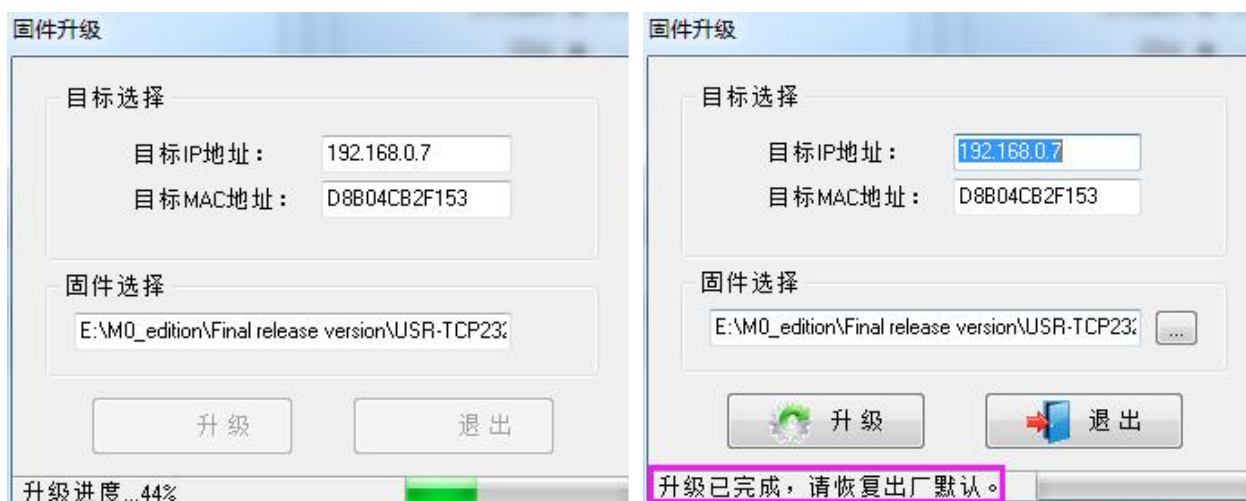 固件升级
目标选择
目标IP地址：
192.168.0.7
目标MAC地址：
D8B04CB2F153
固件选择
E:\M0_edition\Final release version\USR-TCP232
升 级
退 出
升级进度...44%
固件升级
目标选择
目标IP地址：
192.168.0.7
目标MAC地址：
D8B04CB2F153
固件选择
E:\M0_edition\Final release version\USR-TCP232
...
升 级
退 出
升级已完成，请恢复出厂默认。